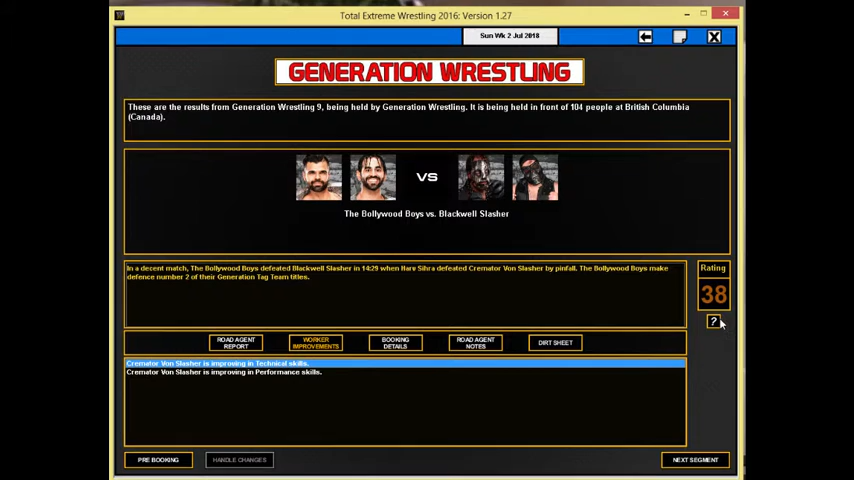 Total Extreme Wrestling 2016: Version 1.27
Sun Wk 2 Jul 2018
GENERATION WRESTLING
These are the results from Generation Wrestling 9, being held by Generation Wrestling. It is being held in front of 104 people at British Columbia
(Canada).
VS
The Bollywood Boys vs. Blackwell Slasher
In a decent match, The Bollywood Boys defeated Blackwell Slasher in 14:29 when Harv Sihra defeated Cremator Von Slasher by pinfall. The Bollywood Boys make
defence number 2 of their Generation Tag Team titles.
Rating
38
?
ROAD AGENT
REPORT
WORKER
IMPROVEMENTS
BOOKING
DETAILS
ROAD AGENT
NOTES
DIRT SHEET
Cremator Von Slasher is improving in Technical skills.
Cremator Von Slasher is improving in Performance skills.
PRE BOOKING
HANDLE CHANGES
NEXT SEGMENT